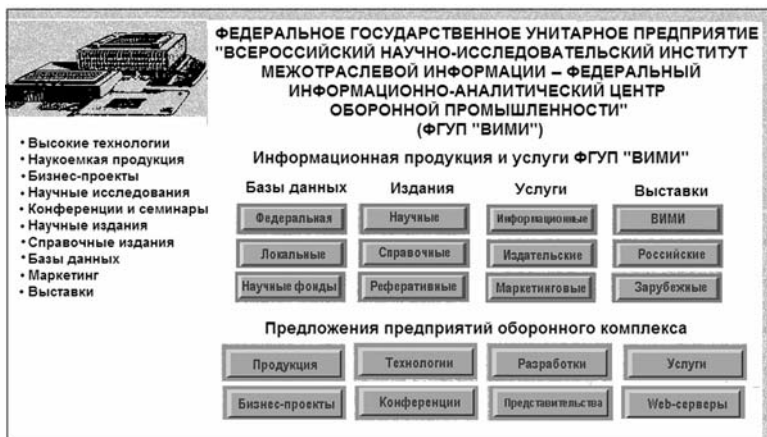 ФЕДЕРАЛЬНОЕ ГОСУДАРСТВЕННОЕ УНИТАРНОЕ ПРЕДПРИЯТИЕ
"ВСЕРОССИЙСКИЙ НАУЧНО-ИССЛЕДОВАТЕЛЬСКИЙ ИНСТИТУТ
МЕЖОТРАСЛЕВОЙ ИНФОРМАЦИИ – ФЕДЕРАЛЬНЫЙ
ИНФОРМАЦИОННО-АНАЛИТИЧЕСКИЙ ЦЕНТР
ОБОРОННОЙ ПРОМЫШЛЕННОСТИ"
(ФГУП "ВИМИ")
• Высокие технологии
• Наукоемкая продукция
• Бизнес-проекты
• Научные исследования
• Конференции и семинары
• Научные издания
• Справочные издания
• Базы данных
• Маркетинг
• Выставки
Информационная продукция и услуги ФГУП "ВИМИ"
Базы данных Издания Услуги Выставки
Федеральная Научные Информационные ВИМИ
Локальные Справочные Издательские Российские
Научные фонды Реферативные Маркетинговые Зарубежные
Предложения предприятий оборонного комплекса
Продукция Технологии Разработки Услуги
Бизнес-проекты Конференции Представительства Web-серверы